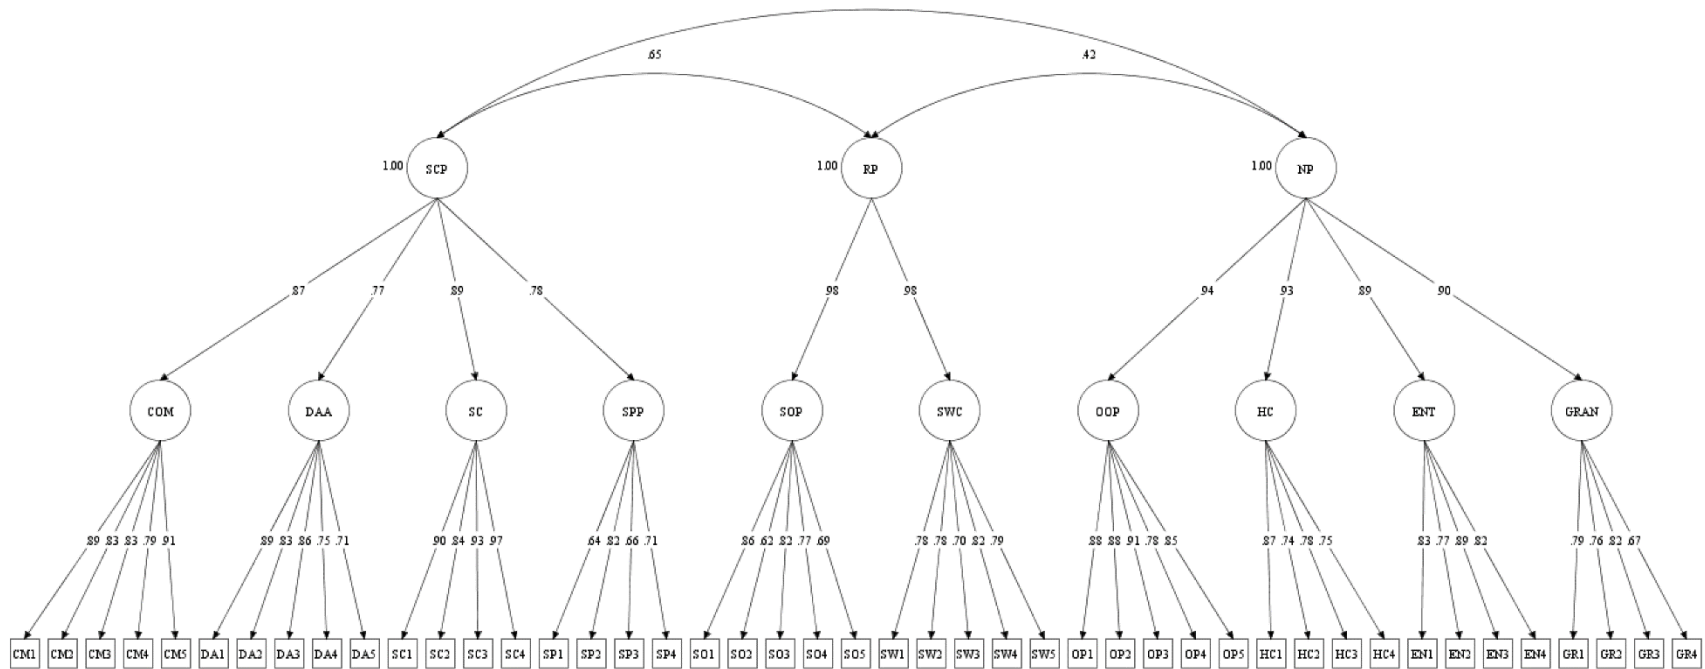 .65 .42
1.00 SCP 1.00 RP 1.00 NP
.87 .77 .89 .78 .98 .98 .94 .93 .89 .90
COM DAA SC SPP SOP SWC OOP HC ENT GRAN
.89 .83 .83 .79 .91 .89 .83 .86 .75 .71 .90 .84 .93 .97 .64 .82 .66 .71 .86 .62 .82 .77 .69 .78 .78 .70 .82 .79 .88 .88 .91 .78 .85 .87 .74 .78 .75 .83 .77 .89 .82 .79 .76 .82 .67
CM1 CM2 CM3 CM4 CM5 DA1 DA2 DA3 DA4 DA5 SC1 SC2 SC3 SC4 SP1 SP2 SP3 SP4 SO1 SO2 SO3 SO4 SO5 SW1 SW2 SW3 SW4 SW5 OP1 OP2 OP3 OP4 OP5 HC1 HC2 HC3 HC4 EN1 EN2 EN3 EN4 GR1 GR2 GR3 GR4